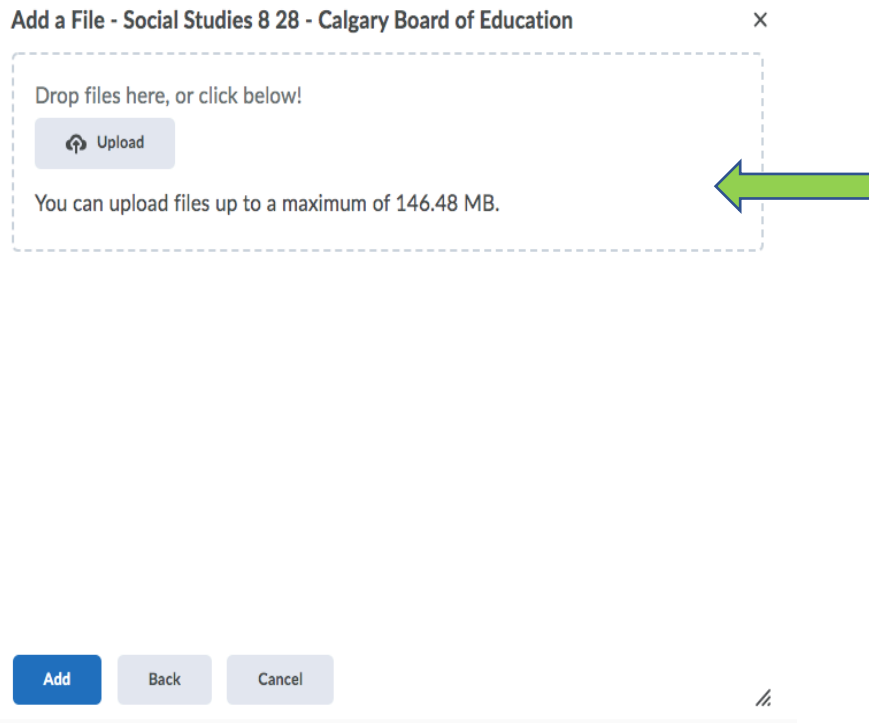 Add a File - Social Studies 8 28 - Calgary Board of Education
Drop files here, or click below!
Upload
You can upload files up to a maximum of 146.48 MB.
Add Back Cancel